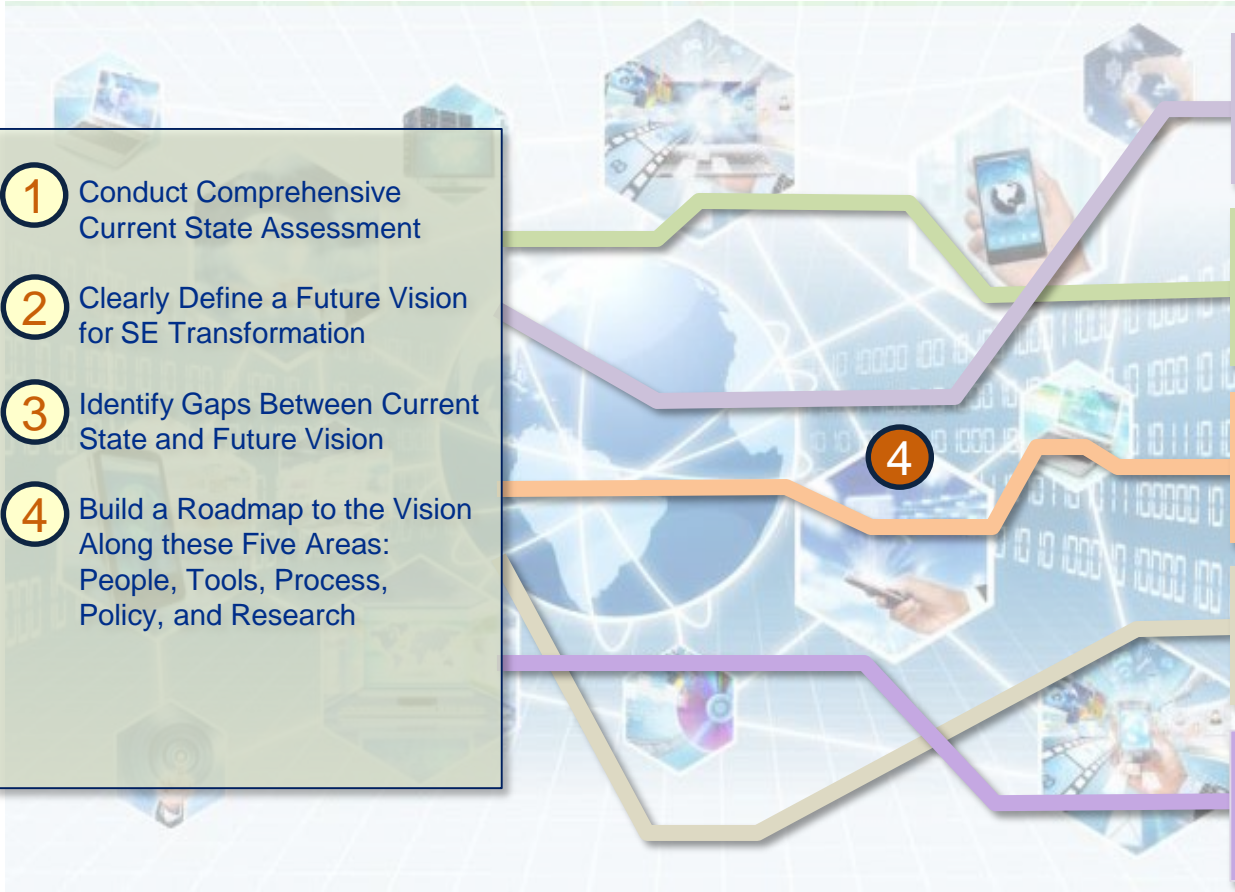 1
Conduct Comprehensive
Current State Assessment
2
Clearly Define a Future Vision
for SE Transformation
3
Identify Gaps Between Current
State and Future Vision
4
Build a Roadmap to the Vision
Along these Five Areas:
People, Tools, Process,
Policy, and Research
4